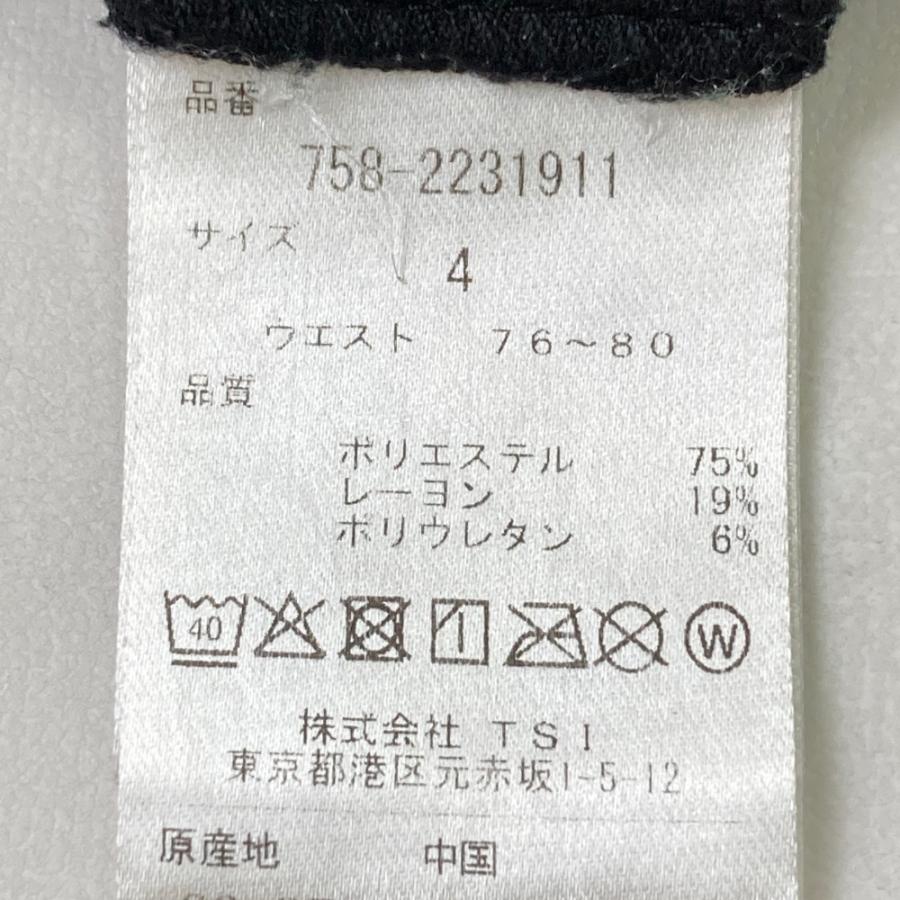 品番
758-2231911
サイズ
4
ウエスト 76~80
品質
ポリエステル 75%
レーヨン 19%
ポリウレタン 6%
40 W
株式会社 TSI
東京都港区元赤坂1-5-12
原産地 中国